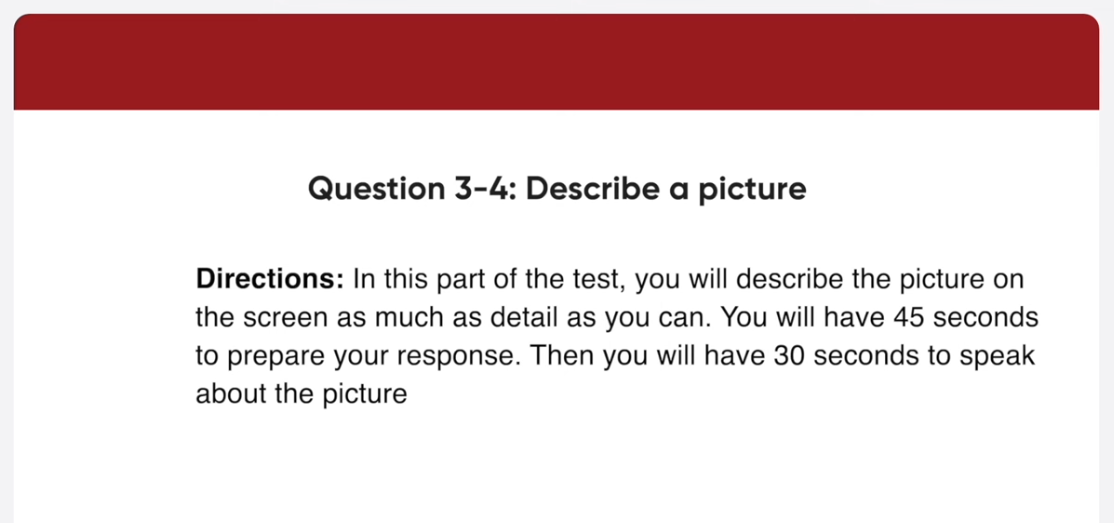 Question 3-4: Describe a picture
Directions: In this part of the test, you will describe the picture on
the screen as much as detail as you can. You will have 45 seconds
to prepare your response. Then you will have 30 seconds to speak
about the picture